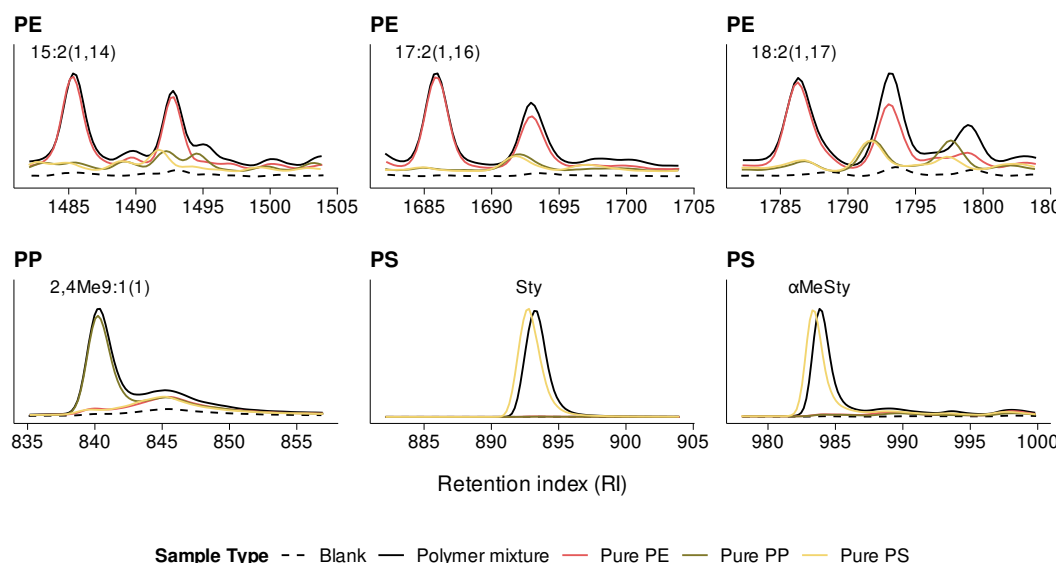 PE PE PE
15:2(1,14) 17:2(1,16) 18:2(1,17)
1485 1490 1495 1500 1505 1685 1690 1695 1700 1705 1785 1790 1795 1800 180
PP PS PS
2,4Me9:1(1) Sty αMeSty
835 840 845 850 855 885 890 895 900 905 980 985 990 995 1000
Retention index (RI)
Sample Type Blank Polymer mixture Pure PE Pure PP Pure PS